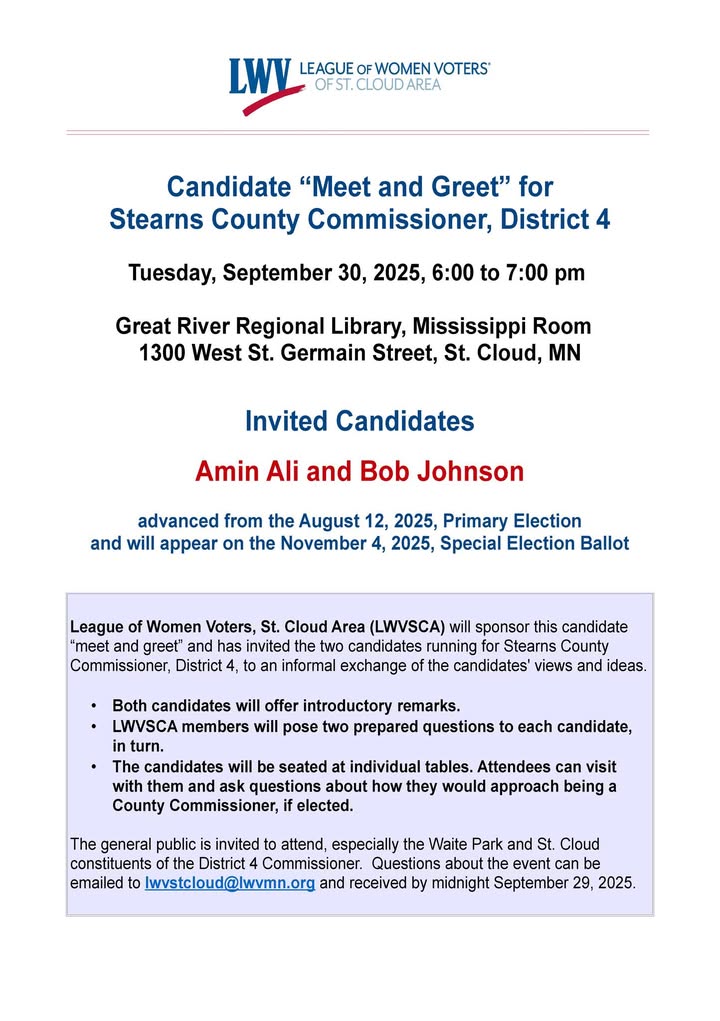 LWV LEAGUE OF WOMEN VOTERS®
OF ST. CLOUD AREA
Candidate “Meet and Greet” for
Stearns County Commissioner, District 4
Tuesday, September 30, 2025, 6:00 to 7:00 pm
Great River Regional Library, Mississippi Room
1300 West St. Germain Street, St. Cloud, MN
Invited Candidates
Amin Ali and Bob Johnson
advanced from the August 12, 2025, Primary Election
and will appear on the November 4, 2025, Special Election Ballot
League of Women Voters, St. Cloud Area (LWVSCA) will sponsor this candidate
“meet and greet” and has invited the two candidates running for Stearns County
Commissioner, District 4, to an informal exchange of the candidates' views and ideas.
• Both candidates will offer introductory remarks.
• LWVSCA members will pose two prepared questions to each candidate,
in turn.
• The candidates will be seated at individual tables. Attendees can visit
with them and ask questions about how they would approach being a
County Commissioner, if elected.
The general public is invited to attend, especially the Waite Park and St. Cloud
constituents of the District 4 Commissioner. Questions about the event can be
emailed to lwvstcloud@lwvmn.org and received by midnight September 29, 2025.